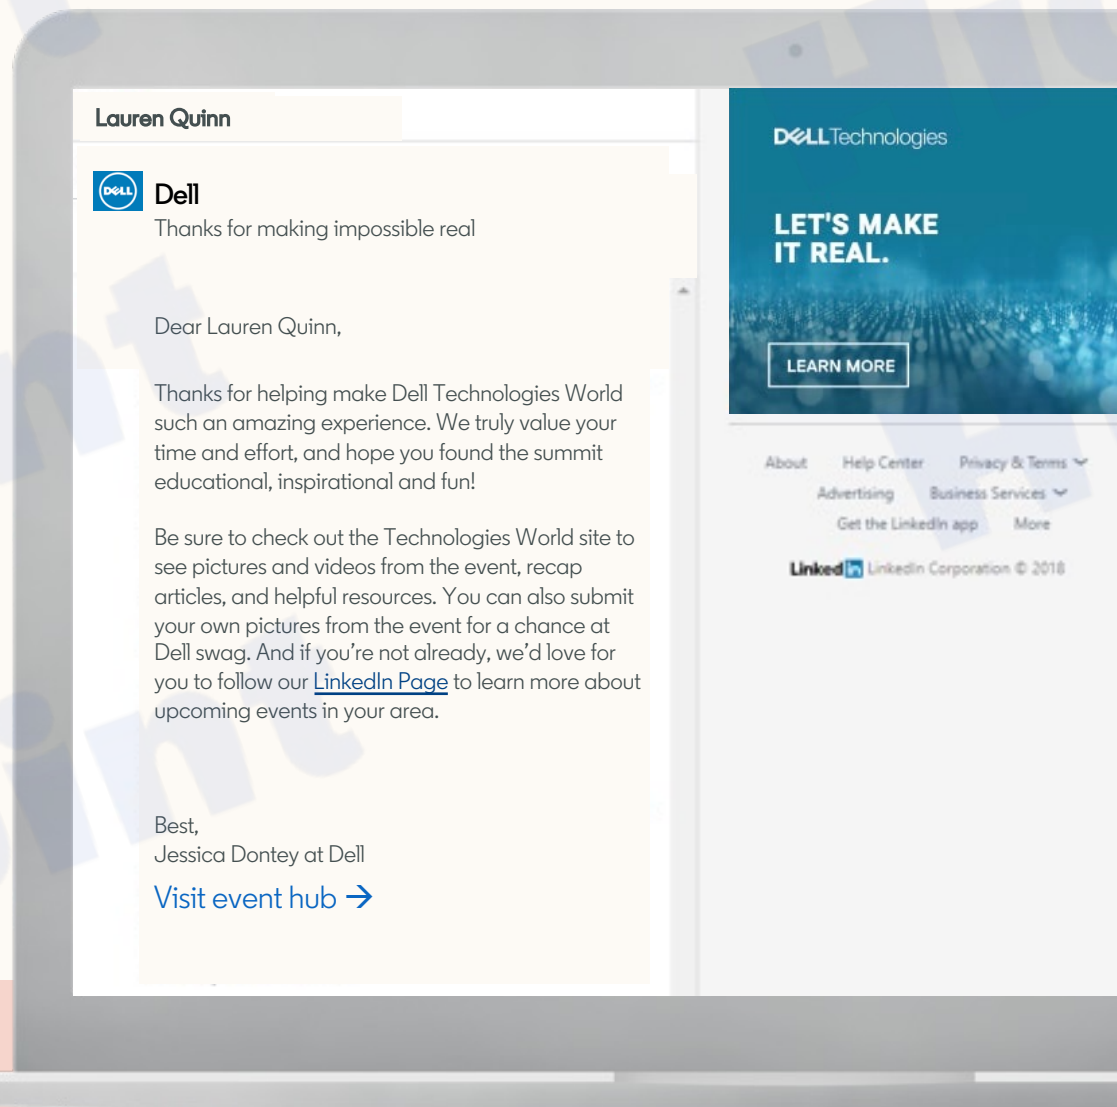 Lauren Quinn
DELL
Dell
Thanks for making impossible real
Dear Lauren Quinn,
Thanks for helping make Dell Technologies World
such an amazing experience. We truly value your
time and effort, and hope you found the summit
educational, inspirational and fun!
Be sure to check out the Technologies World site to
see pictures and videos from the event, recap
articles, and helpful resources. You can also submit
your own pictures from the event for a chance at
Dell swag. And if you’re not already, we’d love for
you to follow our LinkedIn Page to learn more about
upcoming events in your area.
Best,
Jessica Dontey at Dell
Visit event hub →
DELLTechnologies
LET'S MAKE
IT REAL.
LEARN MORE
About Help Center Privacy & Terms
Advertising Business Services
Get the LinkedIn app More
Linked in LinkedIn Corporation © 2018